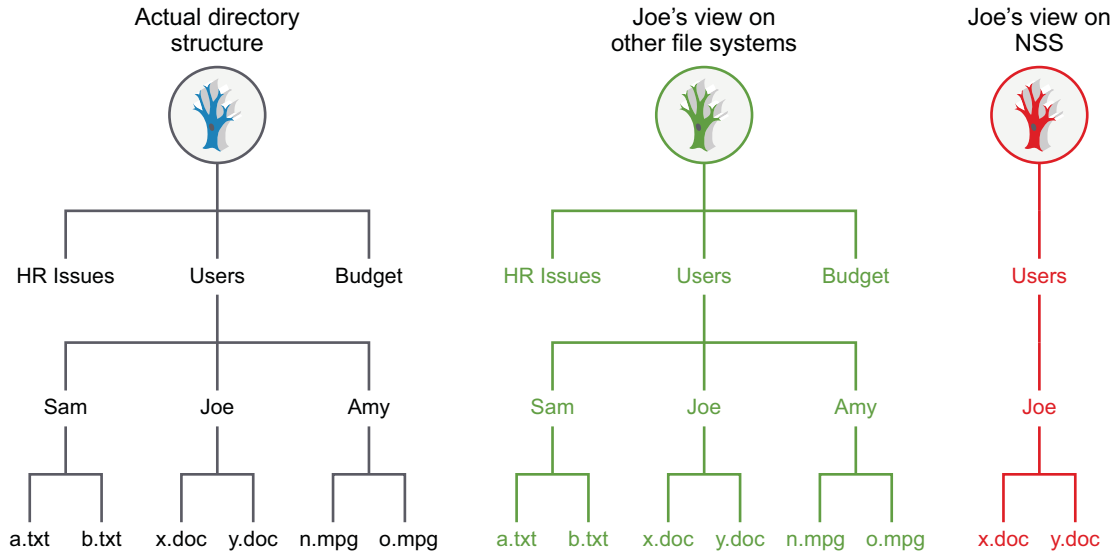 Actual directory
structure
Joe’s view on
other file systems
Joe’s view on
NSS
HR Issues Users Budget
HR Issues Users Budget
Users
Sam Joe Amy
Sam Joe Amy
Joe
a.txt b.txt x.doc y.doc n.mpg o.mpg
a.txt b.txt x.doc y.doc n.mpg o.mpg
x.doc y.doc